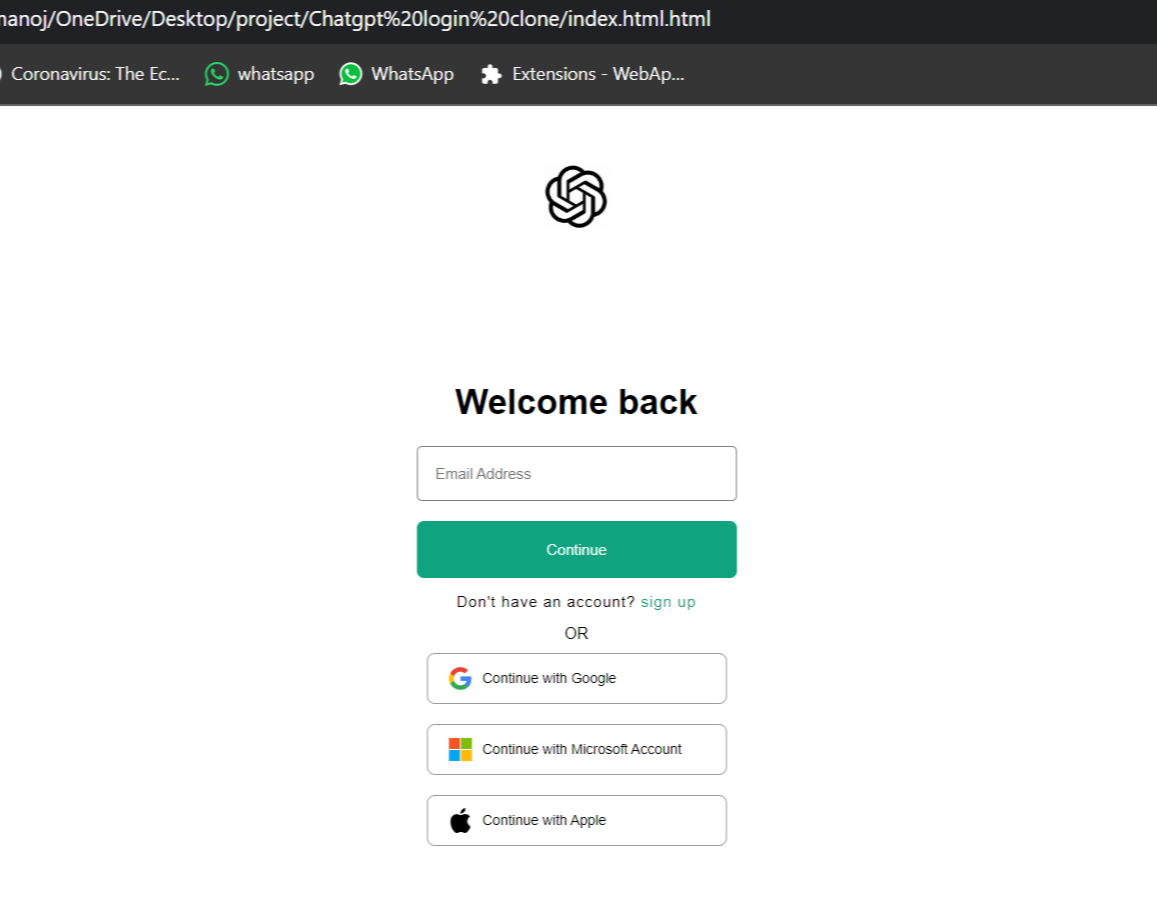 manoj/OneDrive/Desktop/project/Chatgpt%20login%20clone/index.html.html
Coronavirus: The Ec... whatsapp WhatsApp Extensions - WebAp...
Welcome back
Email Address
Continue
Don't have an account? sign up
OR
Continue with Google
Continue with Microsoft Account
Continue with Apple